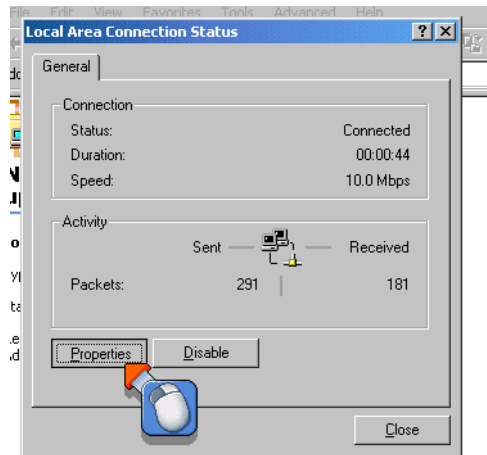 File Edit View Favorites Tools Advanced Help
Local Area Connection Status
General
Connection
Status: Connected
Duration: 00:00:44
Speed: 10.0 Mbps
Activity
Sent Received
Packets: 291 181
Properties Disable
Close